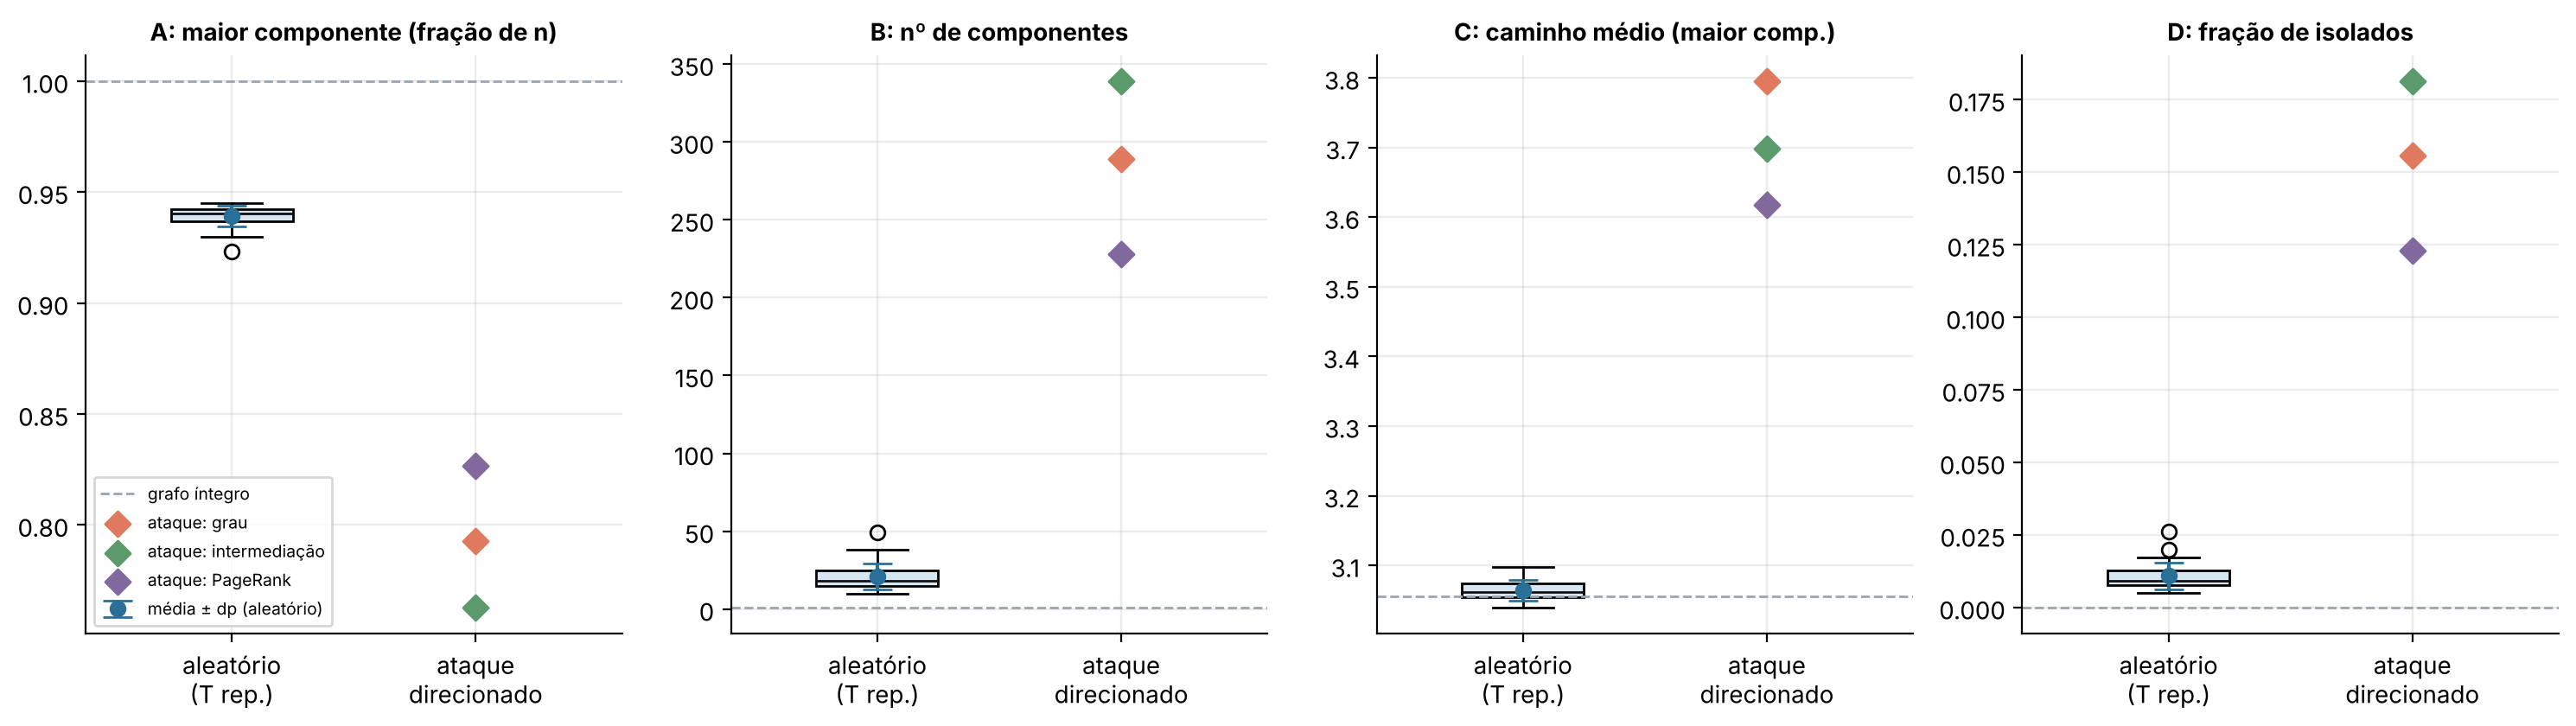 A: maior componente (fração de n)
1.00
0.95
0.90
0.85
0.80
grafo íntegro
ataque: grau
ataque: intermediação
ataque: PageRank
média ± dp (aleatório)
aleatório
(T rep.)
ataque
direcionado
B: nº de componentes
350
300
250
200
150
100
50
0
aleatório
(T rep.)
ataque
direcionado
C: caminho médio (maior comp.)
3.8
3.7
3.6
3.5
3.4
3.3
3.2
3.1
aleatório
(T rep.)
ataque
direcionado
D: fração de isolados
0.175
0.150
0.125
0.100
0.075
0.050
0.025
0.000
aleatório
(T rep.)
ataque
direcionado